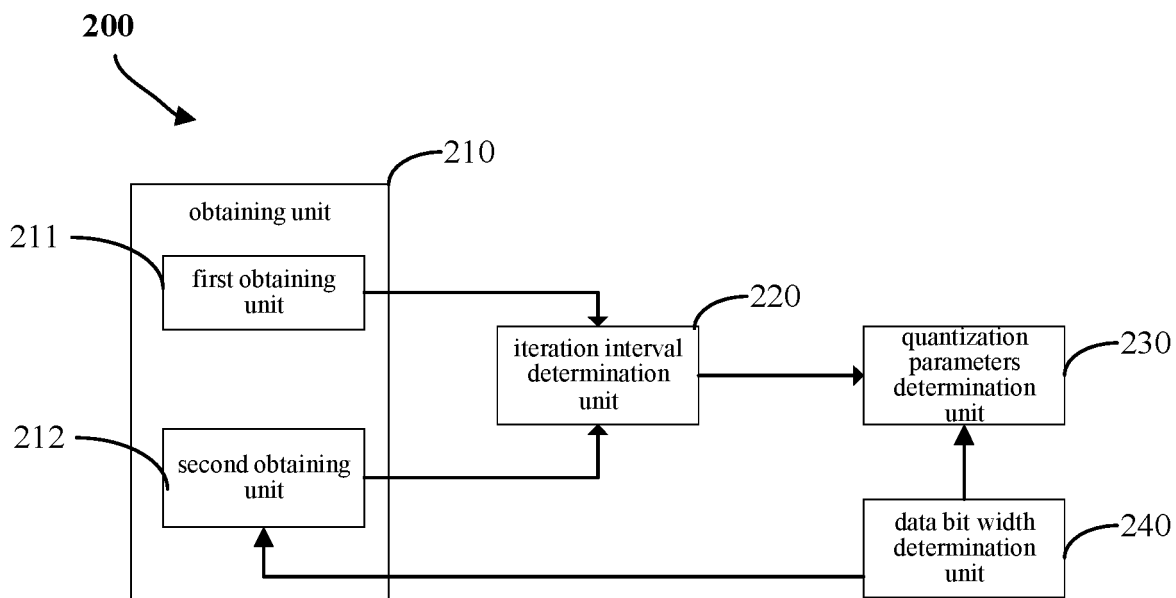 200
210
obtaining unit
211
first obtaining
unit
220
iteration interval
determination
unit
quantization
parameters
determination
unit
230
212
second obtaining
unit
data bit width
determination
unit
240